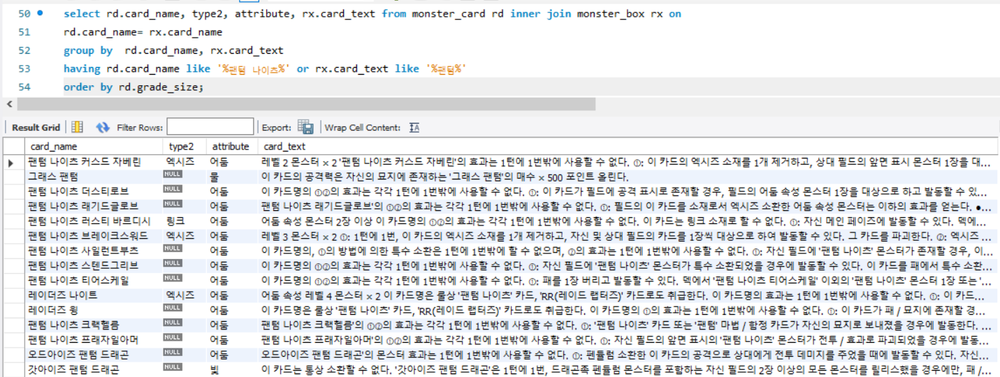 50 select rd.card_name, type2, attribute, rx.card_text from monster_card rd inner join monster_box rx on
51 rd.card_name= rx.card_name
52 group by  rd.card_name, rx.card_text
53 having rd.card_name like '%팬텀 나이츠%' or rx.card_text like '%팬텀%'
54 order by rd.grade_size;
Result Grid Filter Rows: Export: Wrap Cell Content:
card_name type2 attribute card_text
팬텀 나이츠 커스드 자베린 엑시즈 어둠 레벨 2 몬스터 × 2 '팬텀 나이츠 커스드 자베린'의 효과는 1턴에 1번밖에 사용할 수 없다. ①: 이 카드의 엑시즈 소재를 1개 제거하고, 상대 필드의 앞면 표시 몬스터 1장을 대...
그래스 팬텀 NULL 물 이 카드의 공격력은 자신의 묘지에 존재하는 '그래스 팬텀'의 매수 × 500 포인트 올린다.
팬텀 나이츠 더스티로브 NULL 어둠 이 카드명의 ①②의 효과는 각각 1턴에 1번밖에 사용할 수 없다. ①: 이 카드가 필드에 공격 표시로 존재할 경우, 필드의 어둠 속성 몬스터 1장을 대상으로 하고 발동할 수 있...
팬텀 나이츠 래기드글로브 NULL 어둠 팬텀 나이츠 래기드글로브'의 ①②의 효과는 각각 1턴에 1번밖에 사용할 수 없다. ①: 필드의 이 카드를 소재로서 엑시즈 소환한 어둠 속성 몬스터는 이하의 효과를 얻는다. ●...
팬텀 나이츠 러스티 바르디시 링크 어둠 어둠 속성 몬스터 2장 이상 이 카드명의 ①②의 효과는 각각 1턴에 1번밖에 사용할 수 없다. 이 카드는 링크 소재로 할 수 없다. ①: 자신 메인 페이즈에 발동할 수 있다. 덱에...
팬텀 나이츠 브레이크스워드 엑시즈 어둠 레벨 3 몬스터 × 2 ①: 1턴에 1번, 이 카드의 엑시즈 소재를 1개 제거하고, 자신 및 상대 필드의 카드를 1장씩 대상으로 하여 발동할 수 있다. 그 카드를 파괴한다. ②: 엑시즈 ...
팬텀 나이츠 사일런트부츠 NULL 어둠 이 카드명의, ①의 방법에 의한 특수 소환은 1턴에 1번밖에 할 수 없으며, ②의 효과는 1턴에 1번밖에 사용할 수 없다. ①: 자신 필드에 '팬텀 나이츠' 몬스터가 존재할 경우, 이...
팬텀 나이츠 스텐드그리브 NULL 어둠 이 카드명의 ①②의 효과는 각각 1턴에 1번밖에 사용할 수 없다. ①: 자신 필드에 '팬텀 나이츠' 몬스터가 특수 소환되었을 경우에 발동할 수 있다. 이 카드를 패에서 특수 소환...
팬텀 나이츠 티어스케일 NULL 어둠 이 카드명의 ①②의 효과는 각각 1턴에 1번밖에 사용할 수 없다. ①: 패를 1장 버리고 발동할 수 있다. 덱에서 '팬텀 나이츠 티어스케일' 이외의 '팬텀 나이츠' 몬스터 1장 또는 '...
레이더즈 나이트 엑시즈 어둠 어둠 속성 레벨 4 몬스터 × 2 이 카드명은 룰상 '팬텀 나이츠' 카드, 'RR(레이드 랩터즈)' 카드로도 취급한다. 이 카드명의 효과는 1턴에 1번밖에 사용할 수 없다. ①: 이 카드...
레이더즈 윙 NULL 어둠 이 카드명은 룰상 '팬텀 나이츠' 카드, 'RR(레이드 랩터즈)' 카드로도 취급한다. 이 카드명의 ①의 효과는 1턴에 1번밖에 사용할 수 없다. ①: 이 카드가 패 / 묘지에 존재할 경...
팬텀 나이츠 크랙헬름 NULL 어둠 팬텀 나이츠 크랙헬름'의 ①②의 효과는 각각 1턴에 1번밖에 사용할 수 없다. ①: '팬텀 나이츠' 카드 또는 '팬텀' 마법 / 함정 카드가 자신의 묘지로 보내졌을 경우에 발동한다. ...
팬텀 나이츠 프래자일아머 NULL 어둠 팬텀 나이츠 프래자일아머'의 ①②의 효과는 각각 1턴에 1번밖에 사용할 수 없다. ①: 자신 필드의 앞면 표시의 '팬텀 나이츠' 몬스터가 전투 / 효과로 파괴되었을 경우에 발동...
오드아이즈 팬텀 드래곤 NULL 어둠 오드아이즈 팬텀 드래곤'의 몬스터 효과는 1턴에 1번밖에 사용할 수 없다. ①: 펜듈럼 소환한 이 카드의 공격으로 상대에게 전투 데미지를 주었을 때에 발동할 수 있다. 자신...
갓아이즈 팬텀 드래곤 NULL 빛 이 카드는 통상 소환할 수 없다. '갓아이즈 팬텀 드래곤'은 1턴에 1번, 드래곤족 펜듈럼 몬스터를 포함하는 자신 필드의 2장 이상의 모든 몬스터를 릴리스했을 경우에만, 패 /...